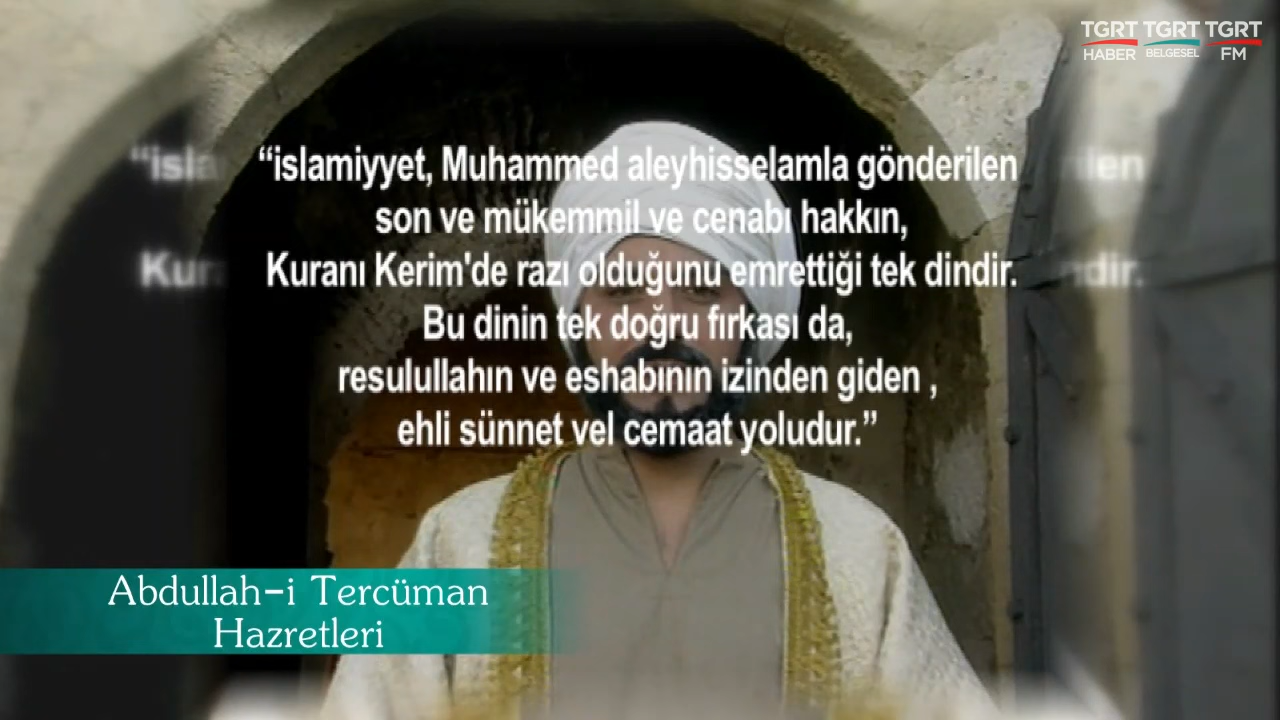 TGRT TGRT TGRT
HABER BELGESEL FM
“islamiyyet, Muhammed aleyhisselamla gönderilen
son ve mükemmil ve cenabı hakkın,
Kuranı Kerim'de razı olduğunu emrettiği tek dindir.
Bu dinin tek doğru fırkası da,
resulullahın ve eshabının izinden giden ,
ehli sünnet vel cemaat yoludur.”
Abdullah-i Tercüman
Hazretleri